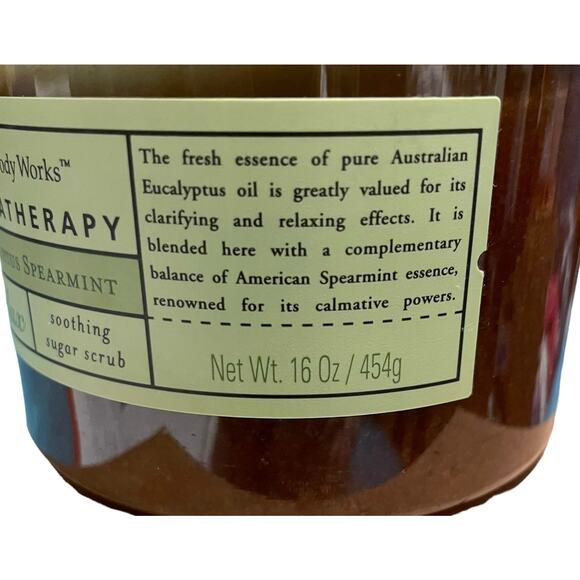 ody Works™
ATHERAPY
TUS SPEARMINT
soothing
sugar scrub
The fresh essence of pure Australian
Eucalyptus oil is greatly valued for its
clarifying and relaxing effects. It is
blended here with a complementary
balance of American Spearmint essence,
renowned for its calmative powers.
Net Wt. 16 Oz / 454g